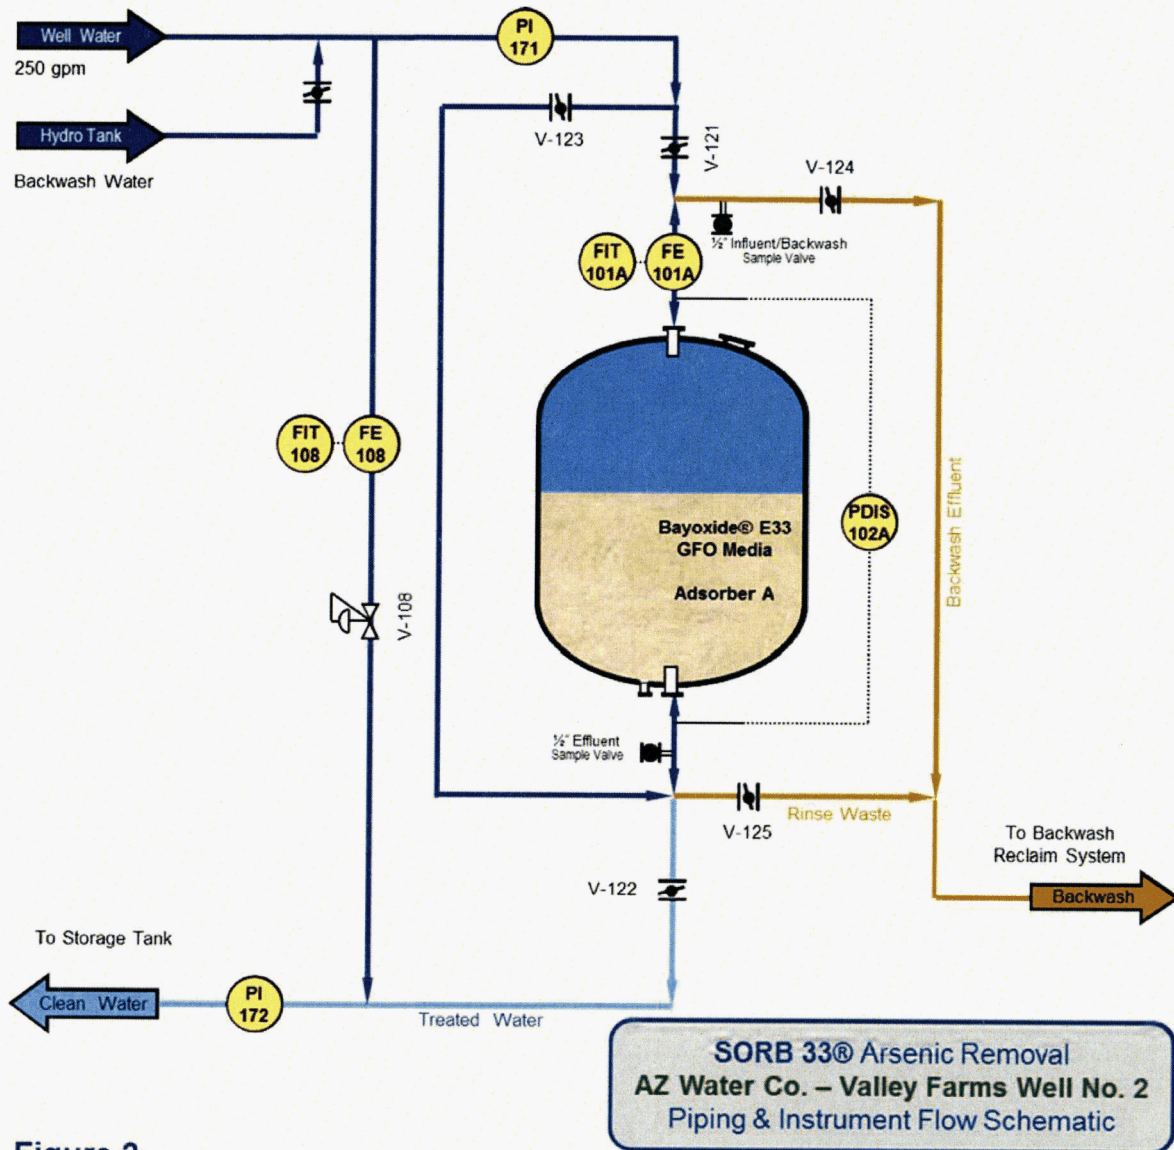 Well Water
250 gpm
Hydro Tank
Backwash Water
PI
171
V-123
V-121
V-124
FIT
101A
FE
101A
½" Influent/Backwash
Sample Valve
FIT
108
FE
108
V-108
Bayoxide® E33
GFO Media
Adsorber A
PDIS
102A
Backwash Effluent
½" Effluent
Sample Valve
V-125
Rinse Waste
V-122
To Backwash
Reclaim System
Backwash
To Storage Tank
Clean Water
PI
172
Treated Water
SORB 33® Arsenic Removal
AZ Water Co. – Valley Farms Well No. 2
Piping & Instrument Flow Schematic